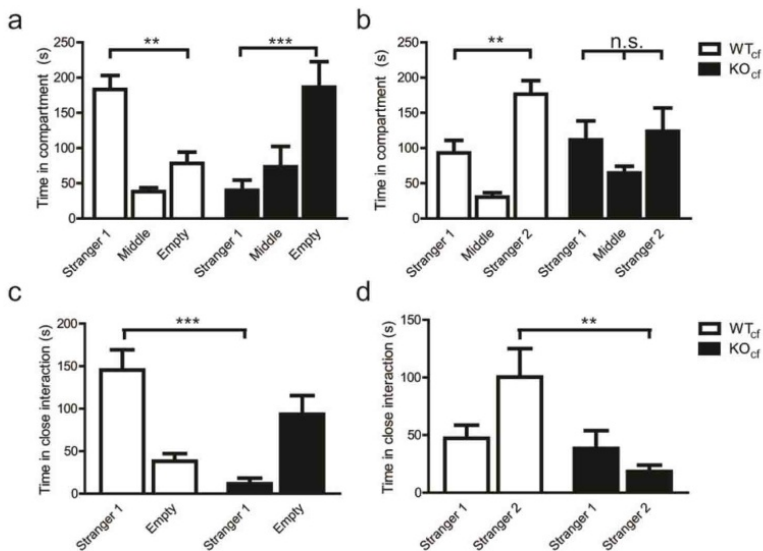 a
Time in compartment (s)
250
200
150
100
50
0
**
***
Stranger 1
Middle
Empty
Stranger 1
Middle
Empty
b
Time in compartment (s)
250
200
150
100
50
0
**
n.s.
Stranger 1
Middle
Stranger 2
Stranger 1
Middle
Stranger 2
WTcf
KOcf
c
Time in close interaction (s)
200
150
100
50
0
***
Stranger 1
Empty
Stranger 1
Empty
d
Time in close interaction (s)
150
100
50
0
**
Stranger 1
Stranger 2
Stranger 1
Stranger 2
WTcf
KOcf